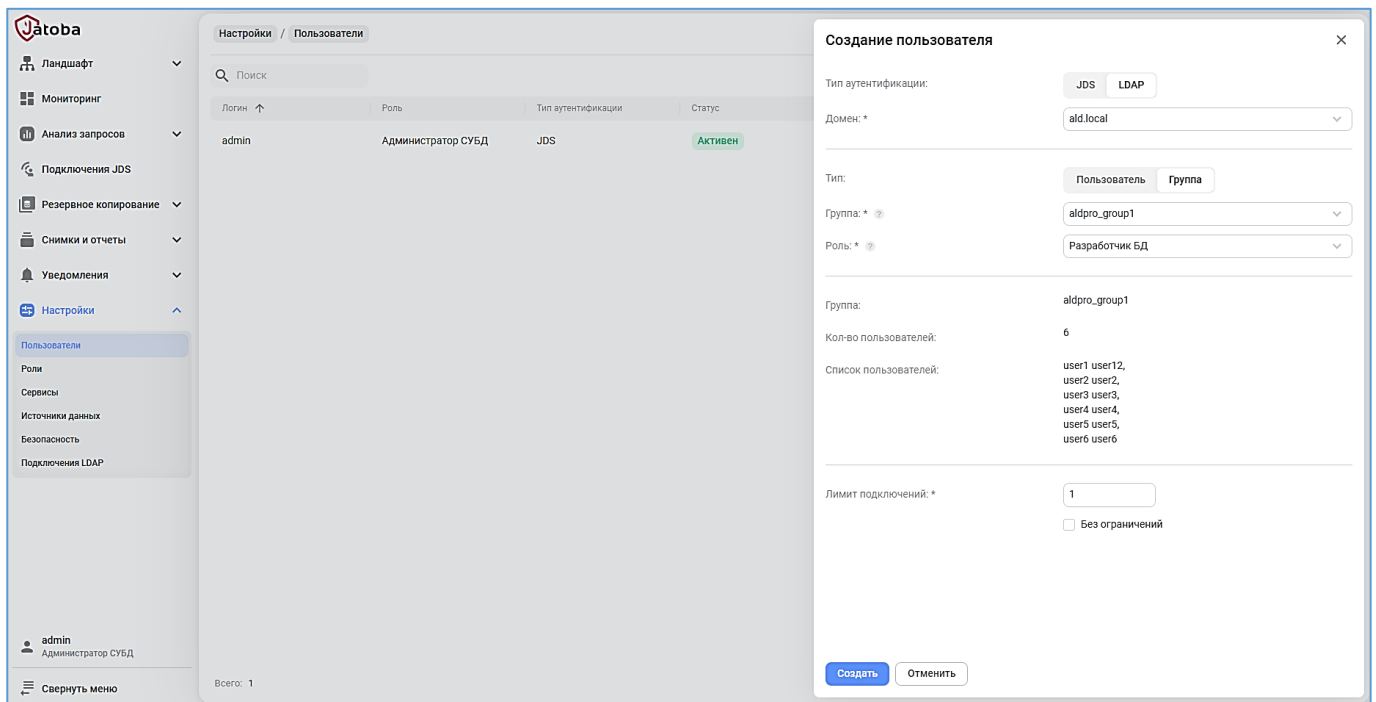 Jatoba
Ландшафт
Мониторинг
Анализ запросов
Подключения JDS
Резервное копирование
Снимки и отчеты
Уведомления
Настройки
Пользователи
Роли
Сервисы
Источники данных
Безопасность
Подключения LDAP
admin
Администратор СУБД
Свернуть меню
Настройки / Пользователи
Поиск
Логин Роль Тип аутентификации Статус
admin Администратор СУБД JDS Активен
Всего: 1
Создание пользователя
Тип аутентификации: JDS LDAP
Домен: * ald.local
Тип: Пользователь Группа
Группа: * ? aldpro_group1
Роль: * ? Разработчик БД
Группа: aldpro_group1
Кол-во пользователей: 6
Список пользователей: user1 user12,
user2 user2,
user3 user3,
user4 user4,
user5 user5,
user6 user6
Лимит подключений: * 1
Без ограничений
Создать Отменить